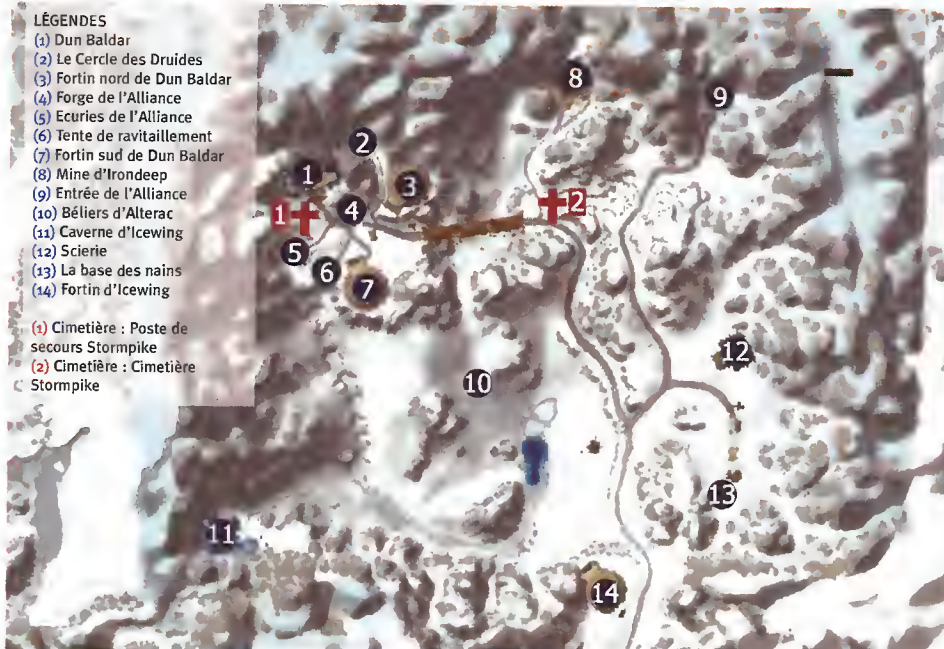 LÉGENDES
(1) Dun Baldar
(2) Le Cercle des Druides
(3) Fortin nord de Dun Baldar
(4) Forge de l'Alliance
(5) Ecuries de l'Alliance
(6) Tente de ravitaillement
(7) Fortin sud de Dun Baldar
(8) Mine d'Irondeep
(9) Entrée de l'Alliance
(10) Béliers d'Alterac
(11) Caverne d'Icewing
(12) Scierie
(13) La base des nains
(14) Fortin d'Icewing
(1) Cimetière : Poste de
secours Stormpike
(2) Cimetière : Cimetière
Stormpike
8
9
2
1
3
4
1
2
5
6
7
12
10
13
11
14